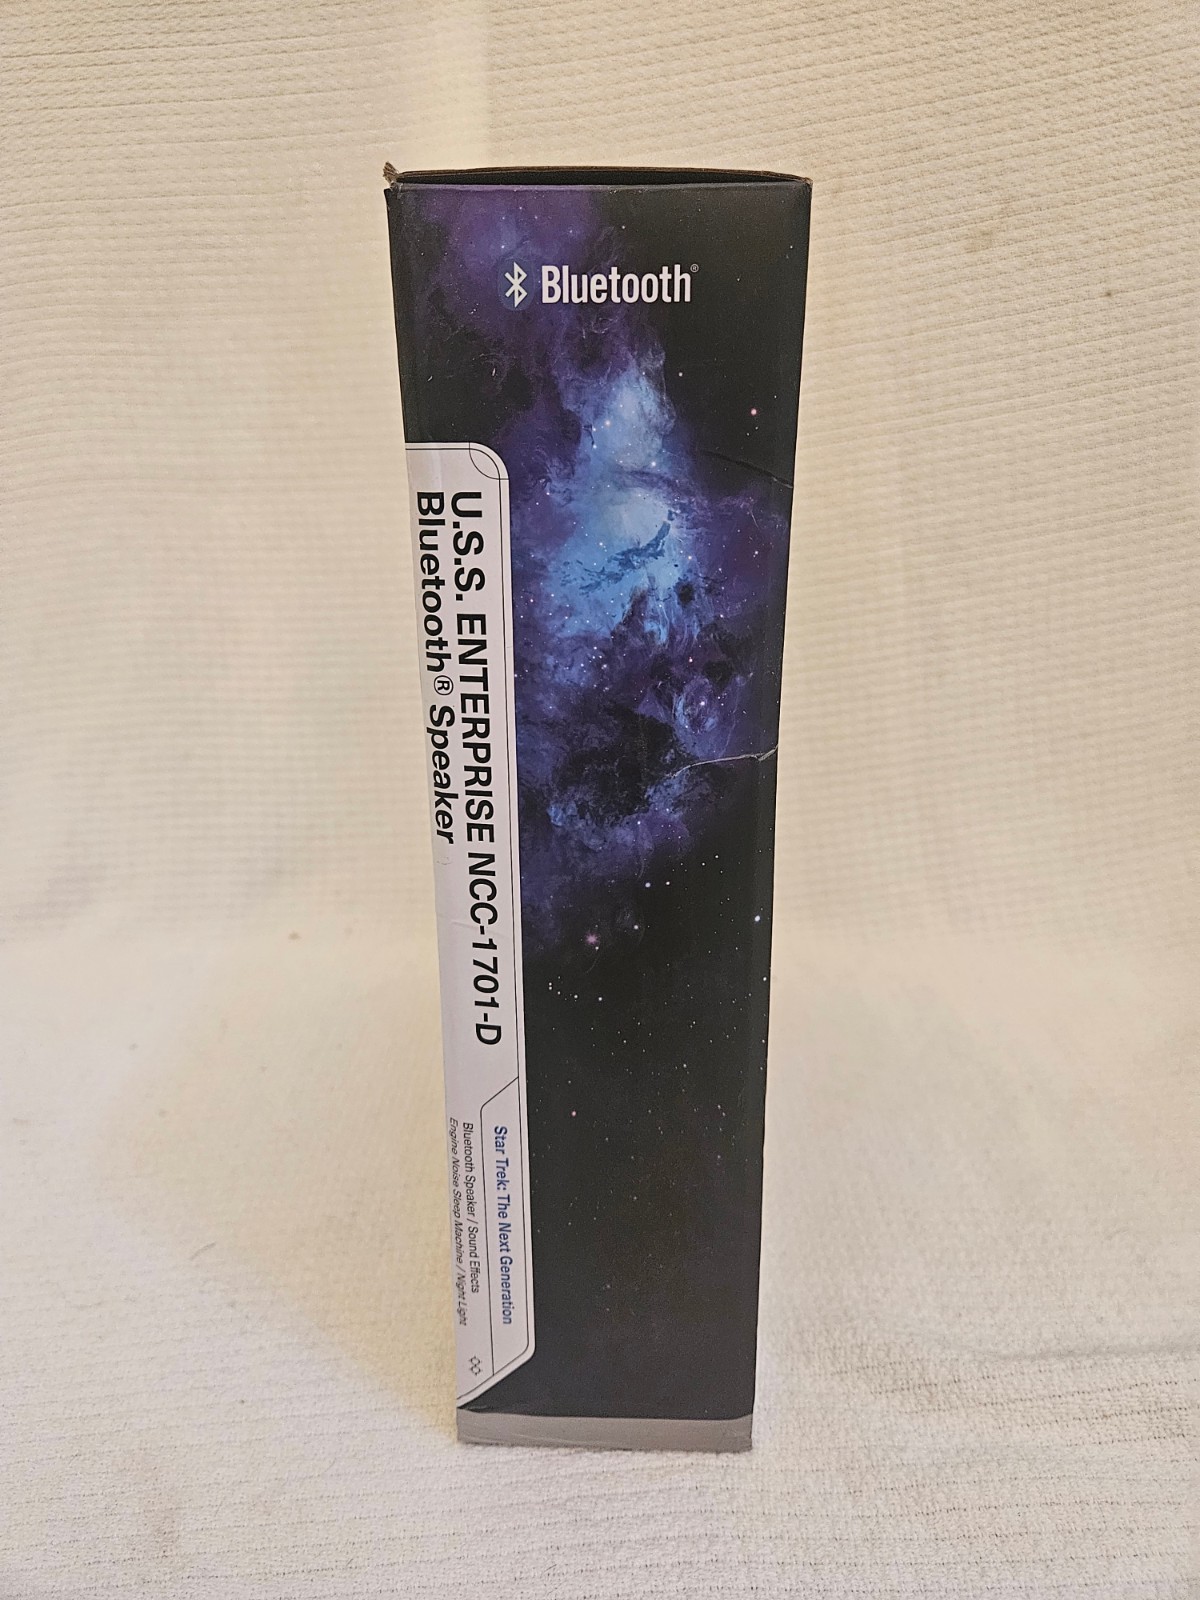 Bluetooth®
U.S.S. ENTERPRISE NCC-1701-D
Bluetooth® Speaker
Star Trek: The Next Generation
Bluetooth Speaker / Sound Effects
Engine Noise Sleep Machine / Night Light